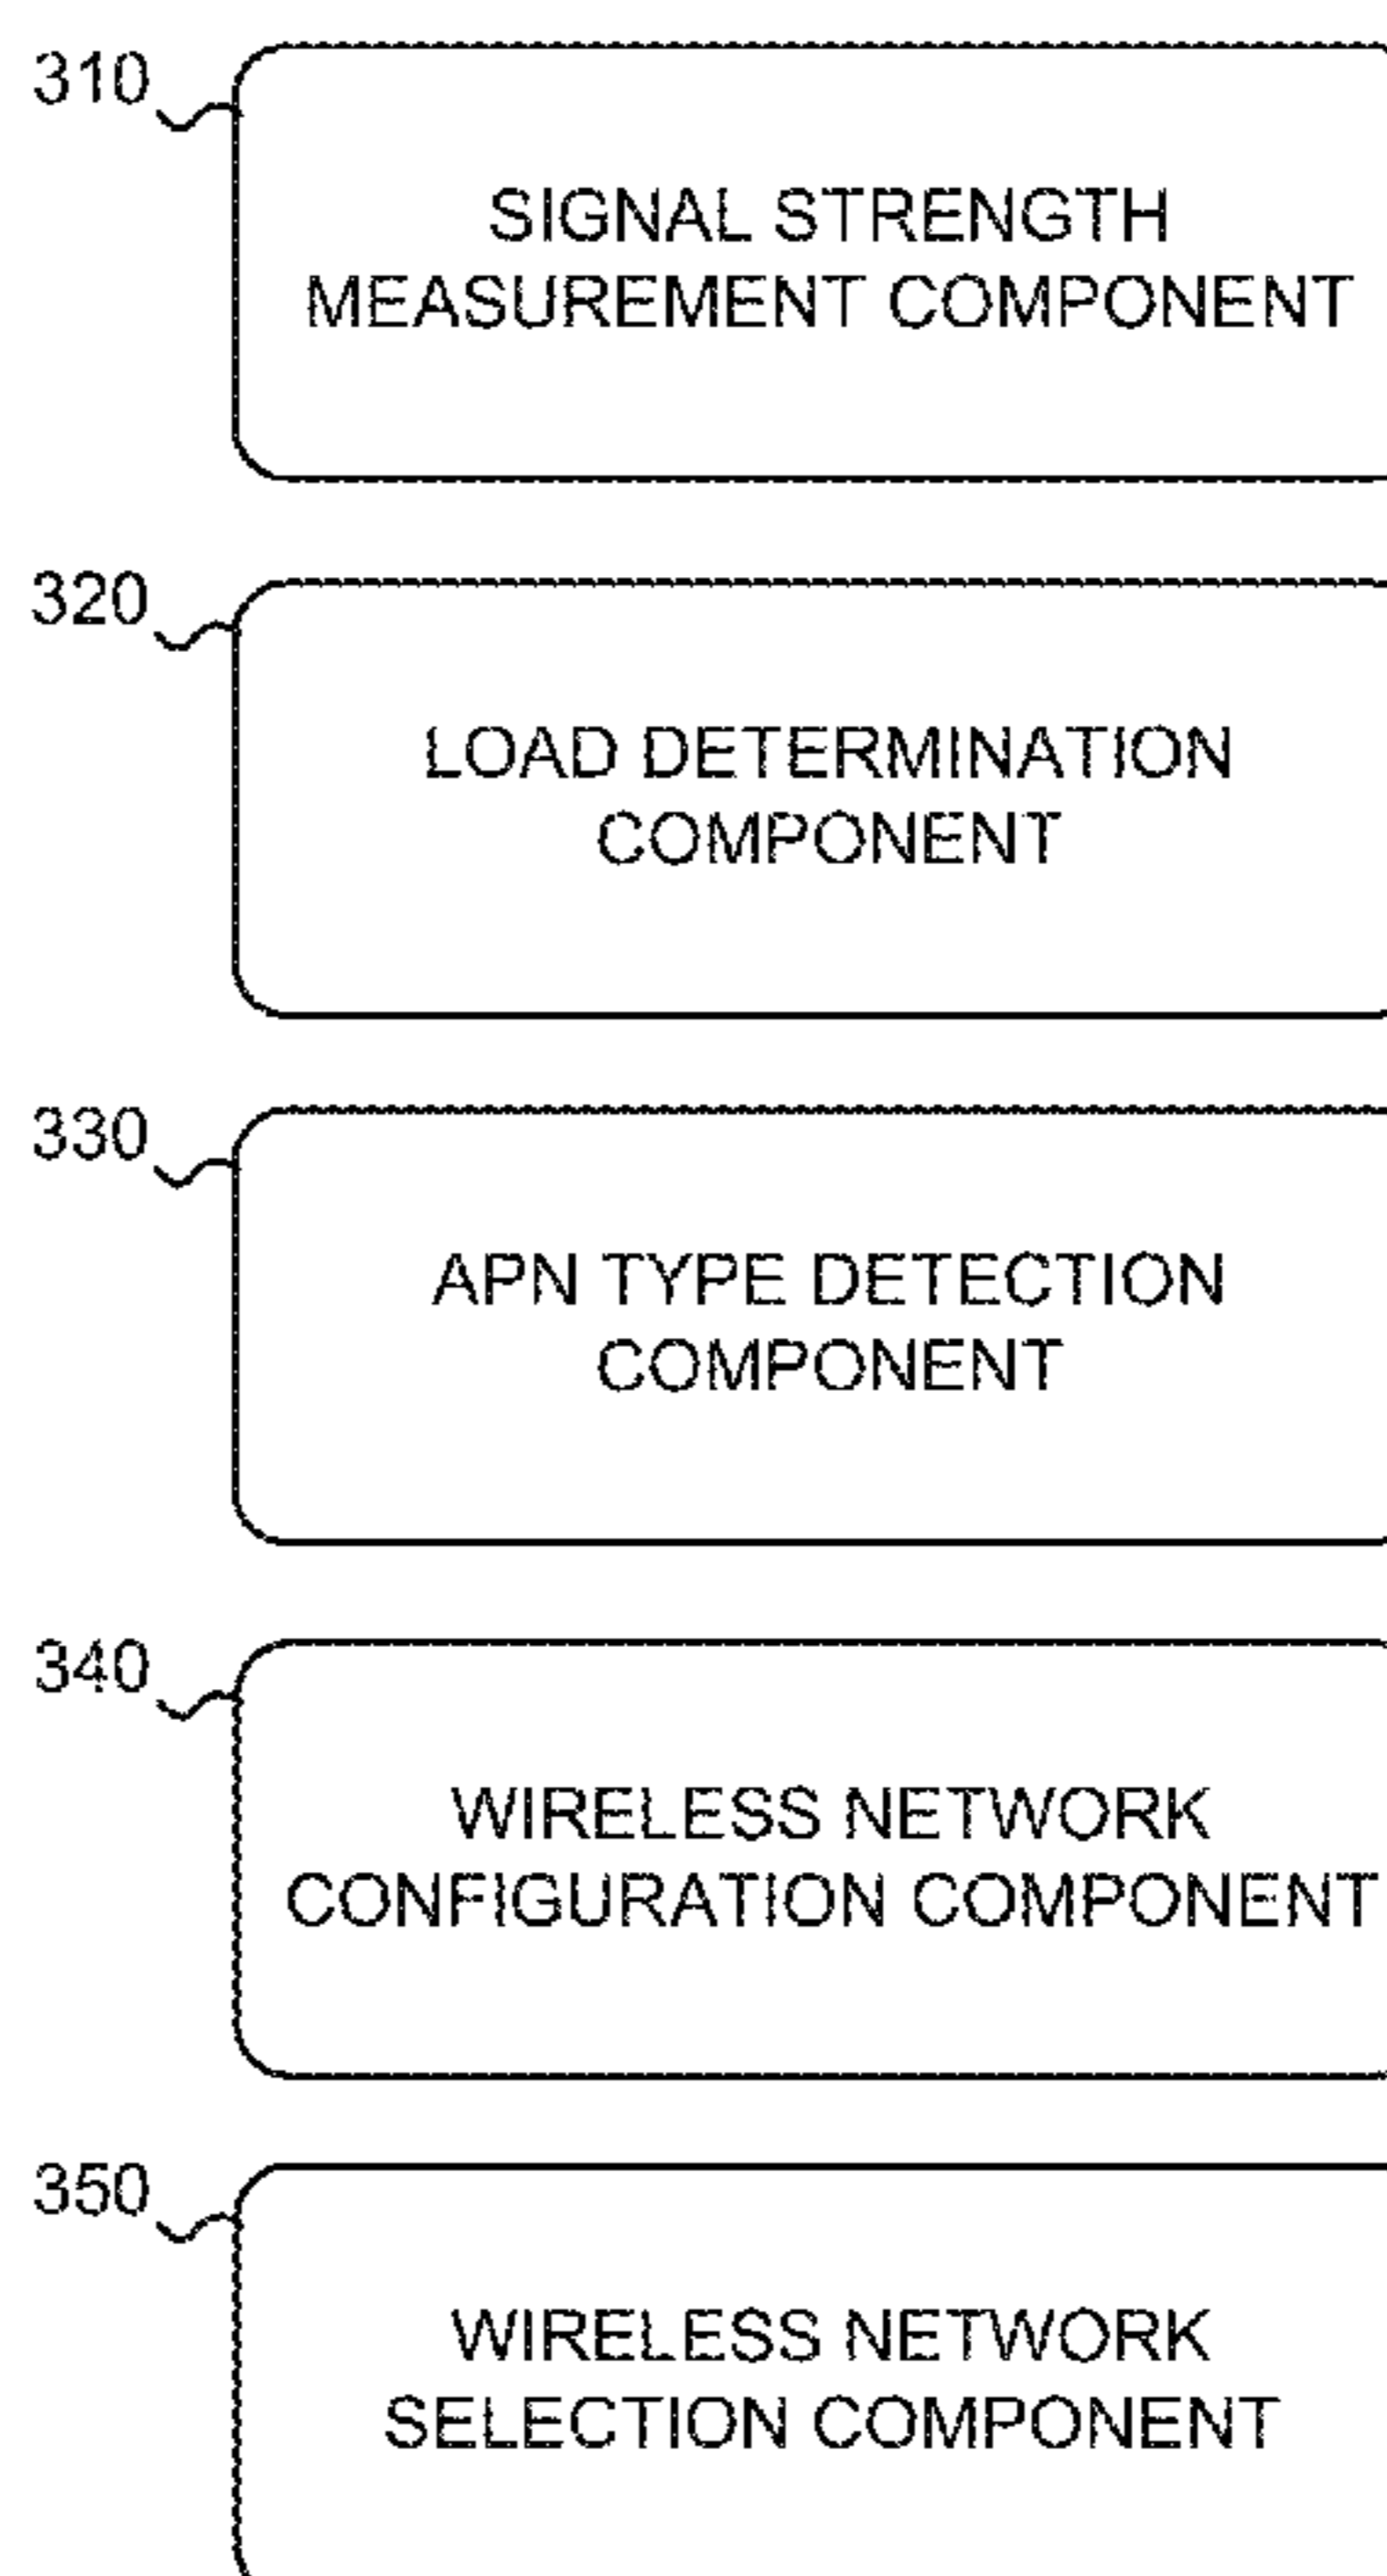 310
SIGNAL STRENGTH
MEASUREMENT COMPONENT
320
LOAD DETERMINATION
COMPONENT
330
APN TYPE DETECTION
COMPONENT
340
WIRELESS NETWORK
CONFIGURATION COMPONENT
350
WIRELESS NETWORK
SELECTION COMPONENT